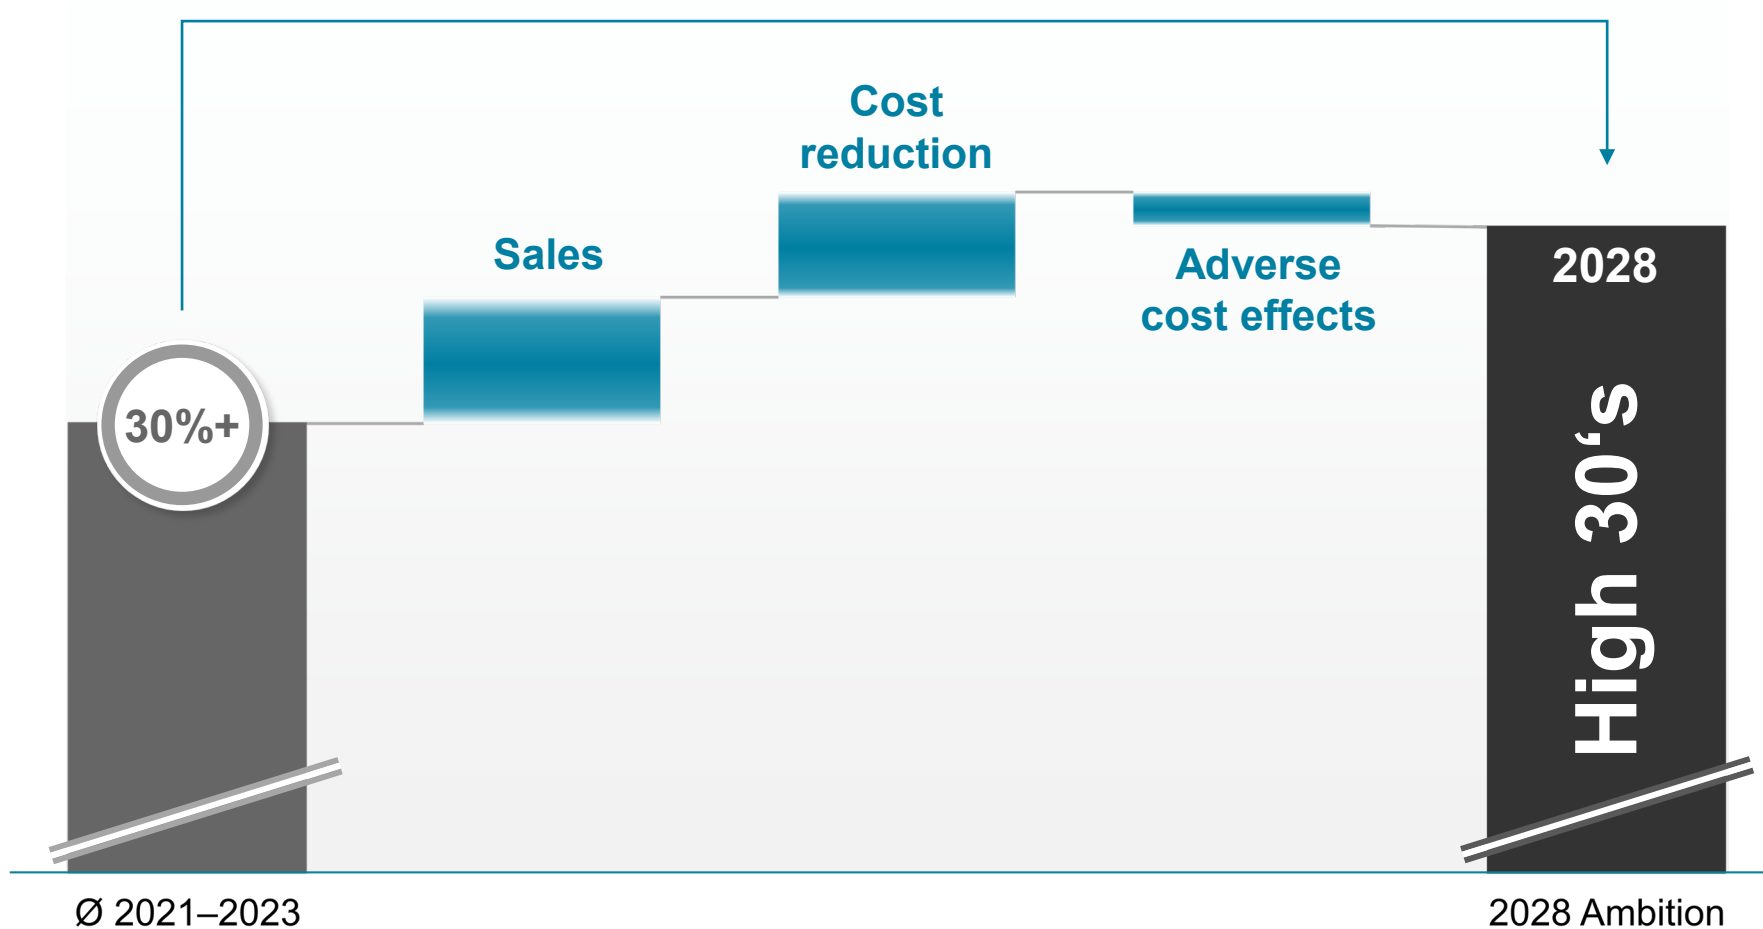 Cost
reduction
Sales
Adverse
cost effects
2028
High 30‘s
30%+
Ø 2021–2023
2028 Ambition